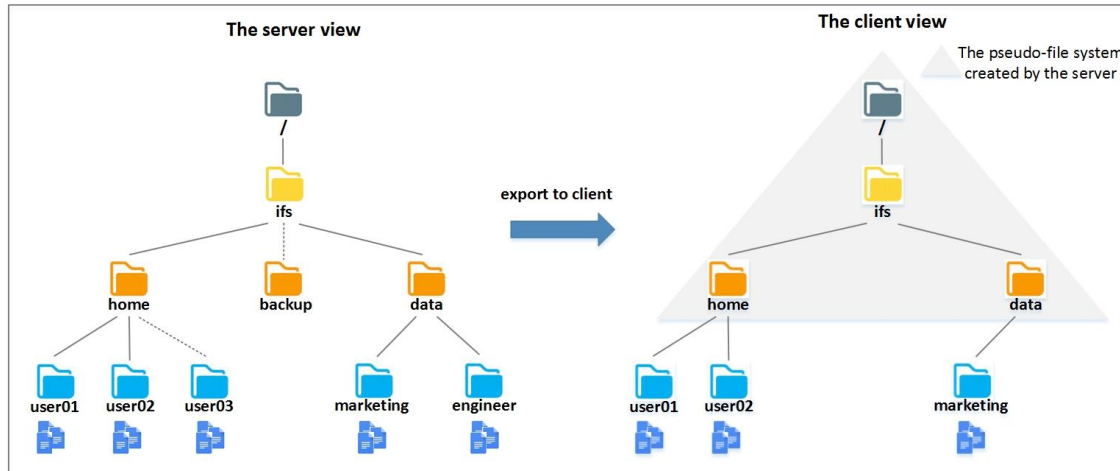 The server view
The client view
The pseudo-file system
created by the server
/
/
ifs
export to client
ifs
home
backup
data
home
data
user01
user02
user03
marketing
engineer
user01
user02
marketing